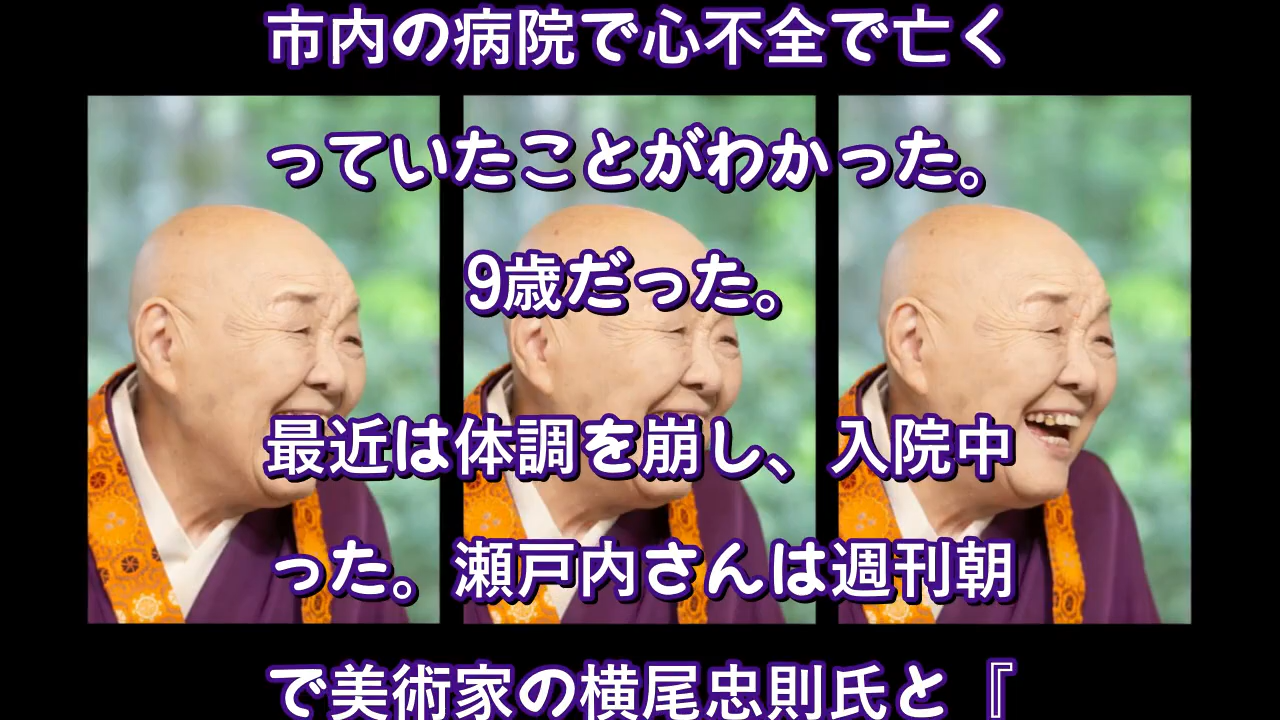 市内の病院で心不全で亡く
っていたことがわかった。
9歳だった。
最近は体調を崩し、入院中
った。瀬戸内さんは週刊朝
で美術家の横尾忠則氏と『